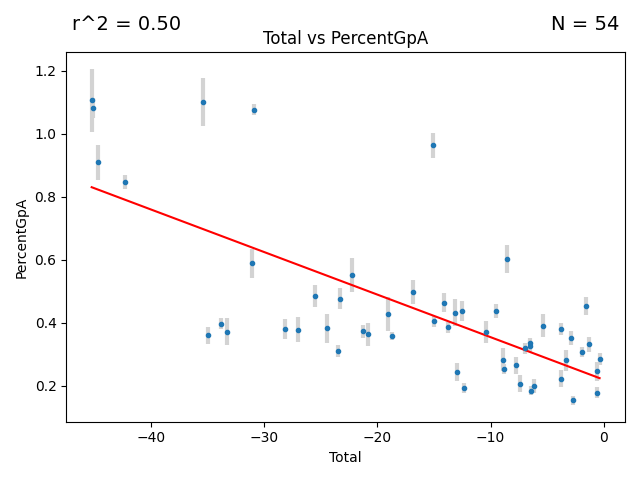 r^2 = 0.50
N = 54
Total vs PercentGpA
PercentGpA
1.2
1.0
0.8
0.6
0.4
0.2
−40
−30
−20
−10
0
Total